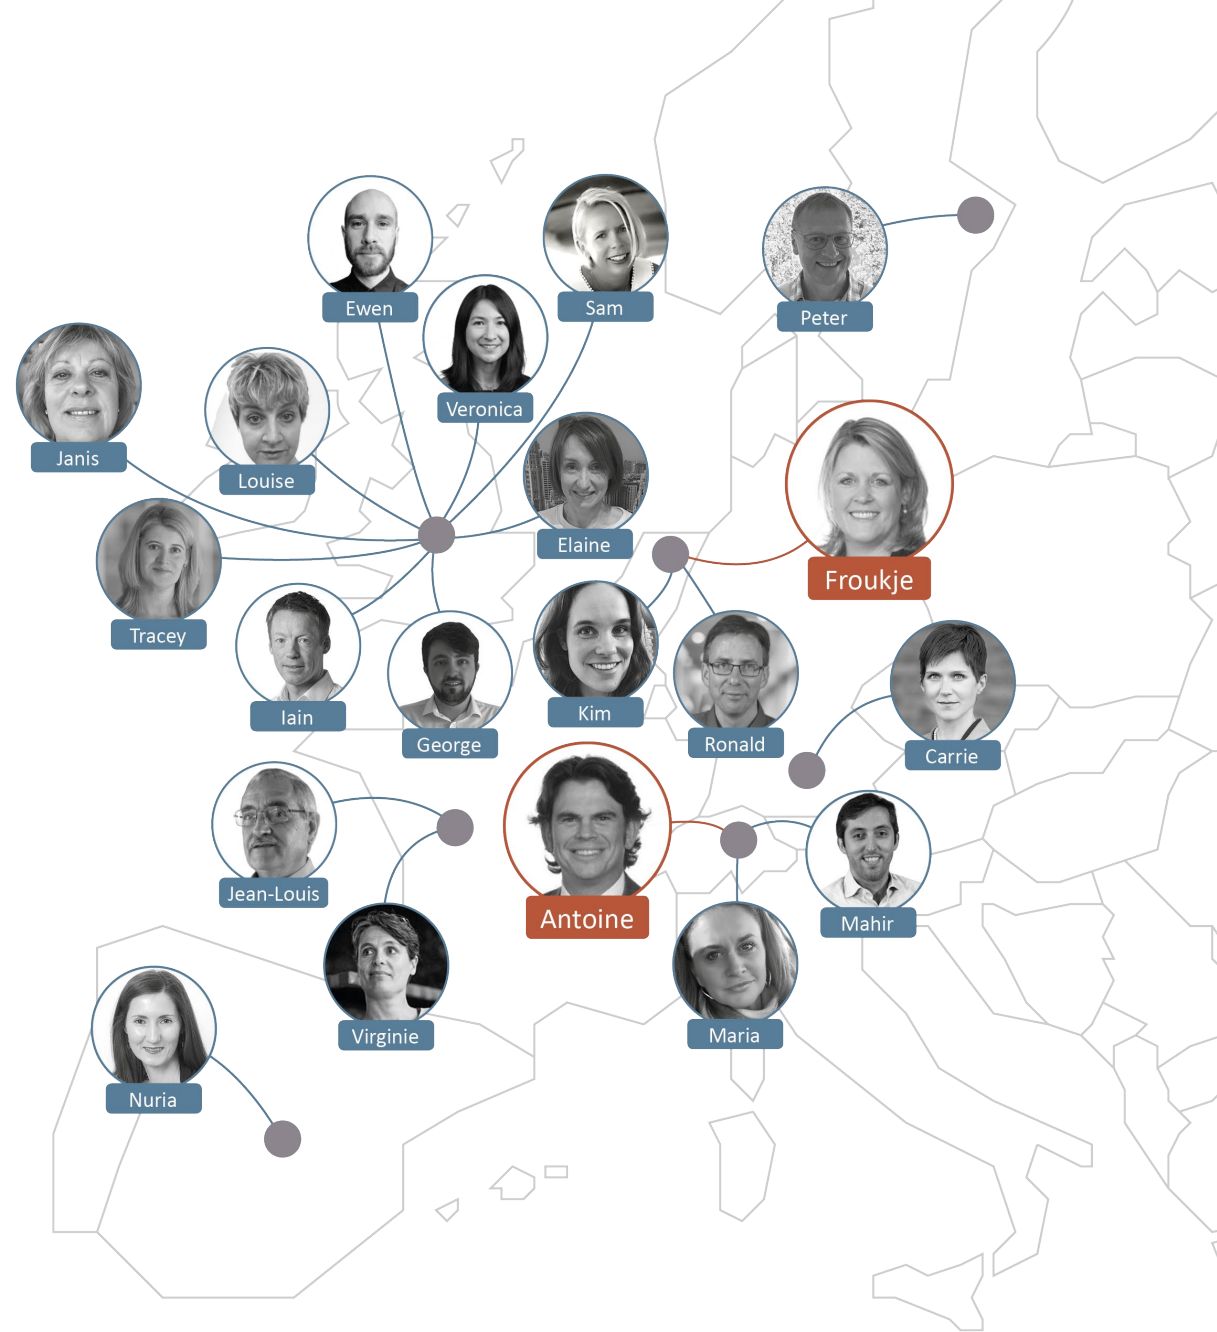 Ewen
Sam
Peter
Veronica
Janis
Louise
Elaine
Froukje
Tracey
Iain
Kim
George
Ronald
Carrie
Jean-Louis
Antoine
Mahir
Virginie
Maria
Nuria